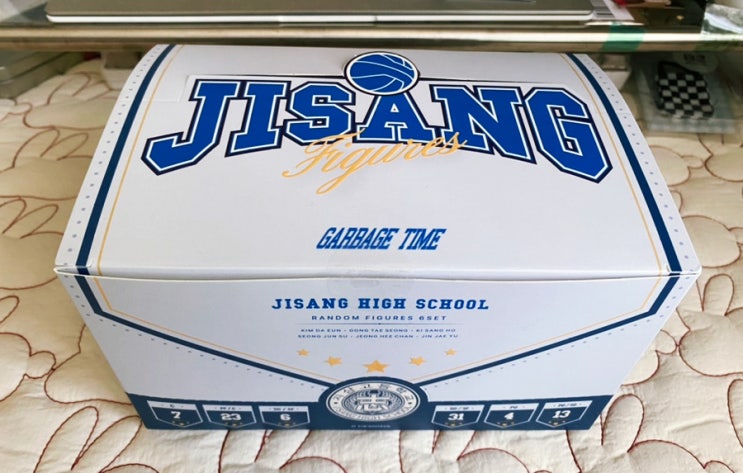 JISANG
Figures
GARBAGE TIME
JISANG HIGH SCHOOL
RANDOM FIGURES 6SET
KIM DA EUN · GONG TAE SEONG · KI SANG HO
SEONG JUN SU · JEONG HEE CHAN · JIN JAE YU
7 23 6 31 4 13